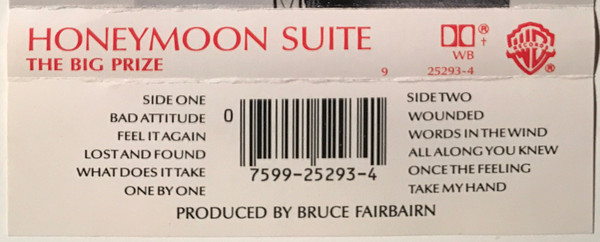 HONEYMOON SUITE
THE BIG PRIZE
WB
9 25293-4
SIDE ONE
BAD ATTITUDE
FEEL IT AGAIN
LOST AND FOUND
WHAT DOES IT TAKE
ONE BY ONE
0 7599-25293-4
SIDE TWO
WOUNDED
WORDS IN THE WIND
ALL ALONG YOU KNEW
ONCE THE FEELING
TAKE MY HAND
PRODUCED BY BRUCE FAIRBAIRN